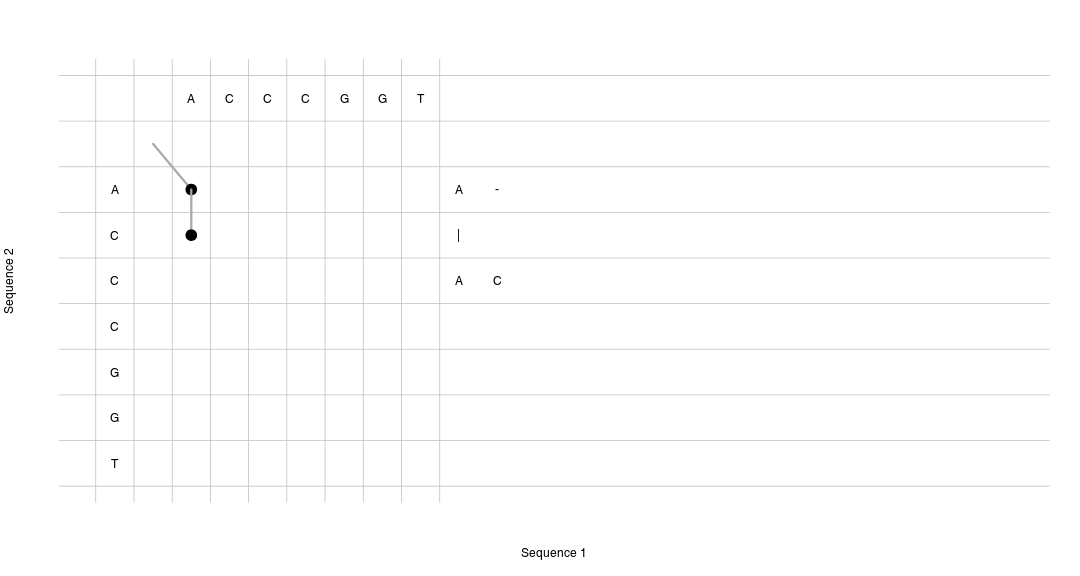 A C C C G G T
A A -
C |
C A C
C
G
G
T
Sequence 2
Sequence 1